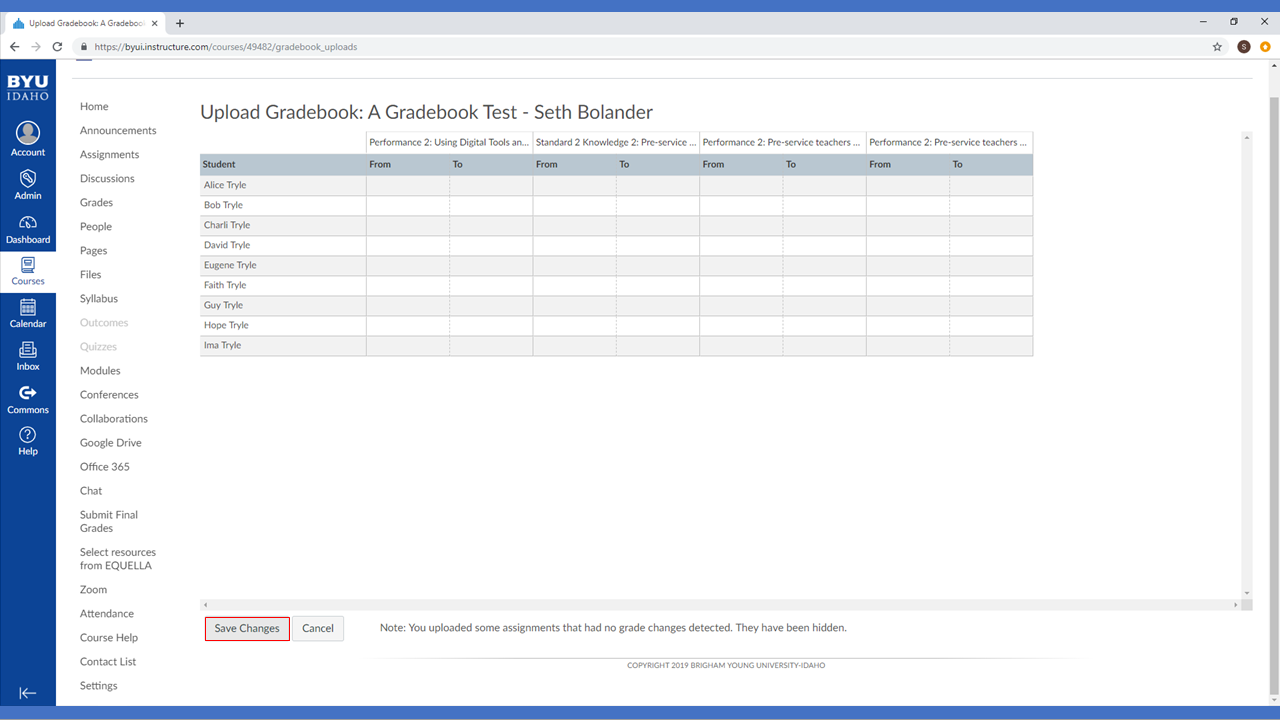 Upload Gradebook: A Gradeboo
https://byui.instructure.com/courses/49482/gradebook_uploads
S
BYU
IDAHO
Account
Admin
Dashboard
Courses
Calendar
Inbox
Commons
Help
Home
Announcements
Assignments
Discussions
Grades
People
Pages
Files
Syllabus
Outcomes
Quizzes
Modules
Conferences
Collaborations
Google Drive
Office 365
Chat
Submit Final
Grades
Select resources
from EQUELLA
Zoom
Attendance
Course Help
Contact List
Settings
Upload Gradebook: A Gradebook Test - Seth Bolander
Performance 2: Using Digital Tools an... Standard 2 Knowledge 2: Pre-service ... Performance 2: Pre-service teachers ... Performance 2: Pre-service teachers ...
Student From To From To From To From To
Alice Tryle
Bob Tryle
Charli Tryle
David Tryle
Eugene Tryle
Faith Tryle
Guy Tryle
Hope Tryle
Ima Tryle
Save Changes Cancel Note: You uploaded some assignments that had no grade changes detected. They have been hidden.
COPYRIGHT 2019 BRIGHAM YOUNG UNIVERSITY-IDAHO